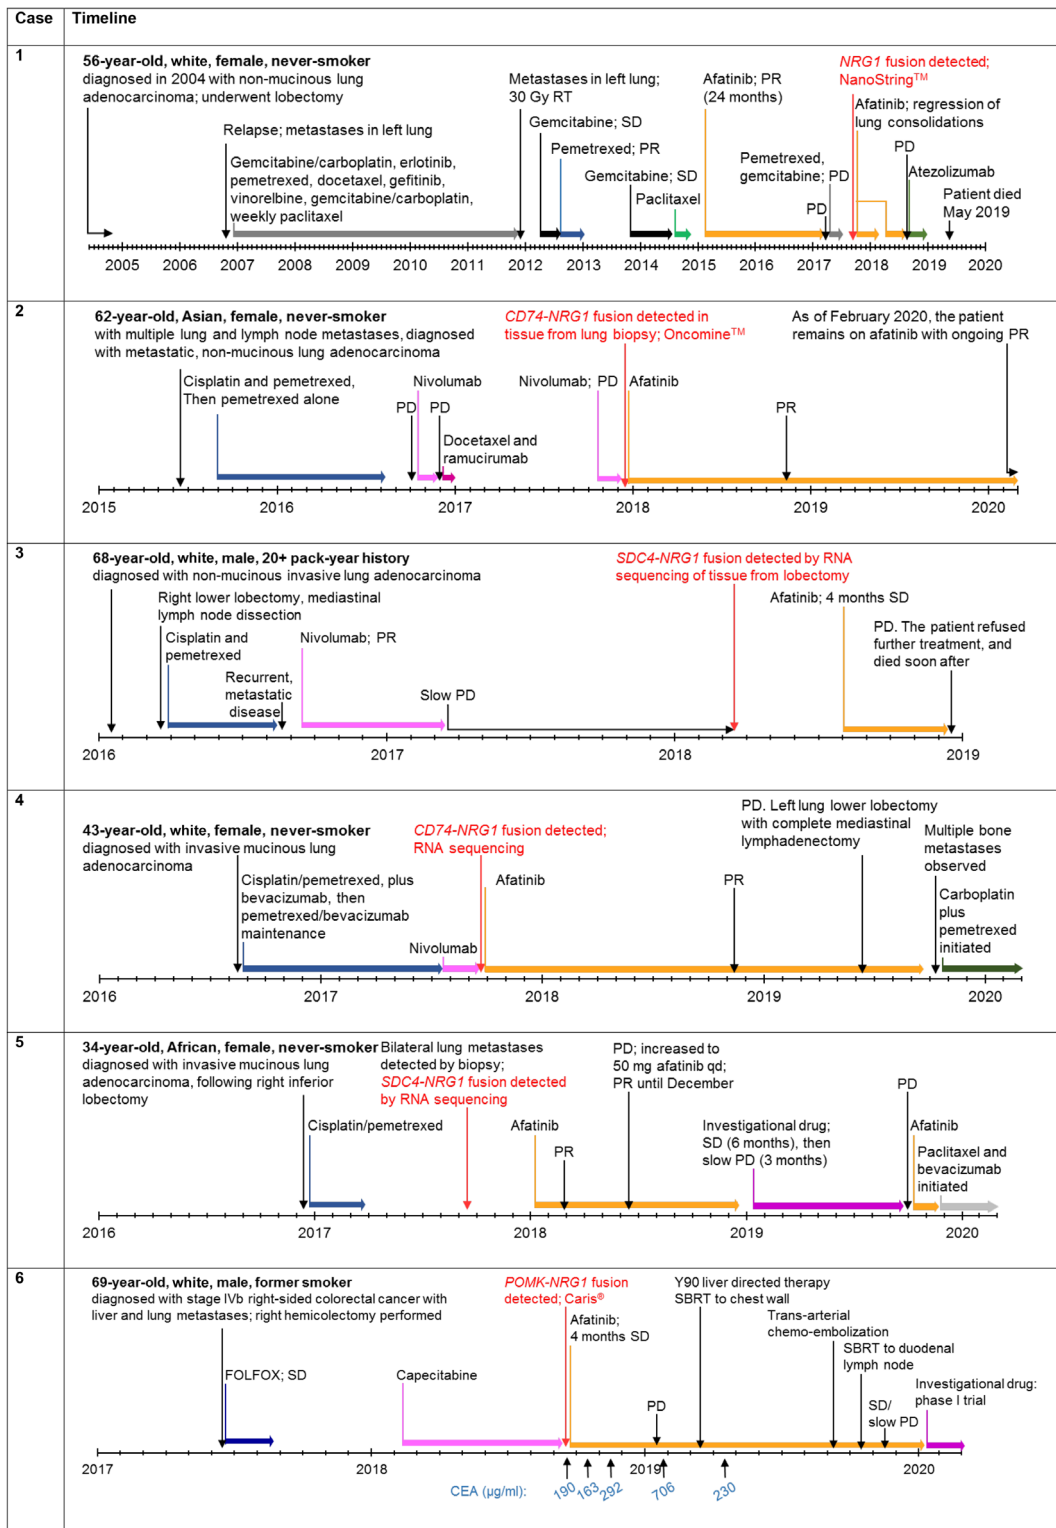 Case Timeline
1
56-year-old, white, female, never-smoker
diagnosed in 2004 with non-mucinous lung
adenocarcinoma; underwent lobectomy
Relapse; metastases in left lung
Gemcitabine/carboplatin, erlotinib,
pemetrexed, docetaxel, gefitinib,
vinorelbine, gemcitabine/carboplatin,
weekly paclitaxel
Metastases in left lung;
30 Gy RT
Gemcitabine; SD
Pemetrexed; PR
Gemcitabine; SD
Paclitaxel
Afatinib; PR
(24 months)
Pemetrexed,
gemcitabine; PD
PD
NRG1 fusion detected;
NanoString™
Afatinib; regression of
lung consolidations
PD
Atezolizumab
Patient died
May 2019
2005 2006 2007 2008 2009 2010 2011 2012 2013 2014 2015 2016 2017 2018 2019 2020
2
62-year-old, Asian, female, never-smoker
with multiple lung and lymph node metastases, diagnosed
with metastatic, non-mucinous lung adenocarcinoma
Cisplatin and pemetrexed,
Then pemetrexed alone
PD
Nivolumab
PD
Docetaxel and
ramucirumab
CD74-NRG1 fusion detected in
tissue from lung biopsy; Oncomine™
Nivolumab; PD
Afatinib
PR
As of February 2020, the patient
remains on afatinib with ongoing PR
2015 2016 2017 2018 2019 2020
3
68-year-old, white, male, 20+ pack-year history
diagnosed with non-mucinous invasive lung adenocarcinoma
Right lower lobectomy, mediastinal
lymph node dissection
Cisplatin and
pemetrexed
Recurrent,
metastatic
disease
Nivolumab; PR
Slow PD
SDC4-NRG1 fusion detected by RNA
sequencing of tissue from lobectomy
Afatinib; 4 months SD
PD. The patient refused
further treatment, and
died soon after
2016 2017 2018 2019
4
43-year-old, white, female, never-smoker
diagnosed with invasive mucinous lung
adenocarcinoma
Cisplatin/pemetrexed, plus
bevacizumab, then
pemetrexed/bevacizumab
maintenance
Nivolumab
CD74-NRG1 fusion detected;
RNA sequencing
Afatinib
PR
PD. Left lung lower lobectomy
with complete mediastinal
lymphadenectomy
Multiple bone
metastases
observed
Carboplatin
plus
pemetrexed
initiated
2016 2017 2018 2019 2020
5
34-year-old, African, female, never-smoker
diagnosed with invasive mucinous lung
adenocarcinoma, following right inferior
lobectomy
Cisplatin/pemetrexed
Bilateral lung metastases
detected by biopsy;
SDC4-NRG1 fusion detected
by RNA sequencing
Afatinib
PR
PD; increased to
50 mg afatinib qd;
PR until December
Investigational drug;
SD (6 months), then
slow PD (3 months)
PD
Afatinib
Paclitaxel and
bevacizumab
initiated
2016 2017 2018 2019 2020
6
69-year-old, white, male, former smoker
diagnosed with stage IVb right-sided colorectal cancer with
liver and lung metastases; right hemicolectomy performed
FOLFOX; SD
Capecitabine
POMK-NRG1 fusion
detected; Caris®
Afatinib;
4 months SD
PD
Y90 liver directed therapy
SBRT to chest wall
Trans-arterial
chemo-embolization
SBRT to duodenal
lymph node
SD/
slow PD
Investigational drug:
phase I trial
2017 2018 2019 2020
CEA (µg/ml): 190 163 292 706 230